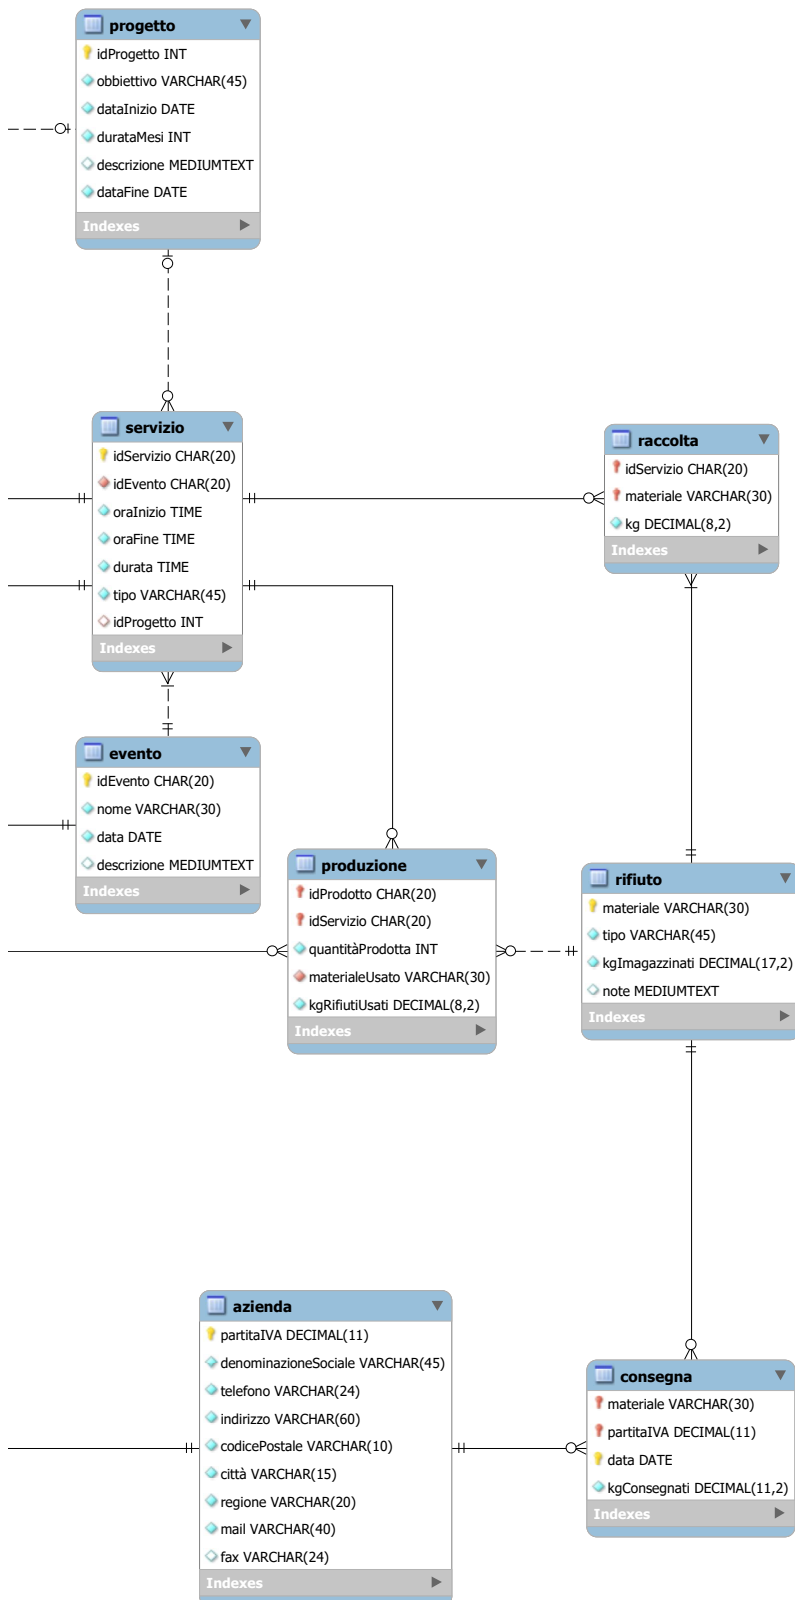 progetto
idProgetto INT
obbiettivo VARCHAR(45)
dataInizio DATE
durataMesi INT
descrizione MEDIUMTEXT
dataFine DATE
Indexes
servizio
idServizio CHAR(20)
idEvento CHAR(20)
oraInizio TIME
oraFine TIME
durata TIME
tipo VARCHAR(45)
idProgetto INT
Indexes
raccolta
idServizio CHAR(20)
materiale VARCHAR(30)
kg DECIMAL(8,2)
Indexes
evento
idEvento CHAR(20)
nome VARCHAR(30)
data DATE
descrizione MEDIUMTEXT
Indexes
produzione
idProdotto CHAR(20)
idServizio CHAR(20)
quantitàProdotta INT
materialeUsato VARCHAR(30)
kgRifiutiUsati DECIMAL(8,2)
Indexes
rifiuto
materiale VARCHAR(30)
tipo VARCHAR(45)
kgImagazzinati DECIMAL(17,2)
note MEDIUMTEXT
Indexes
azienda
partitaIVA DECIMAL(11)
denominazioneSociale VARCHAR(45)
telefono VARCHAR(24)
indirizzo VARCHAR(60)
codicePostale VARCHAR(10)
città VARCHAR(15)
regione VARCHAR(20)
mail VARCHAR(40)
fax VARCHAR(24)
Indexes
consegna
materiale VARCHAR(30)
partitaIVA DECIMAL(11)
data DATE
kgConsegnati DECIMAL(11,2)
Indexes